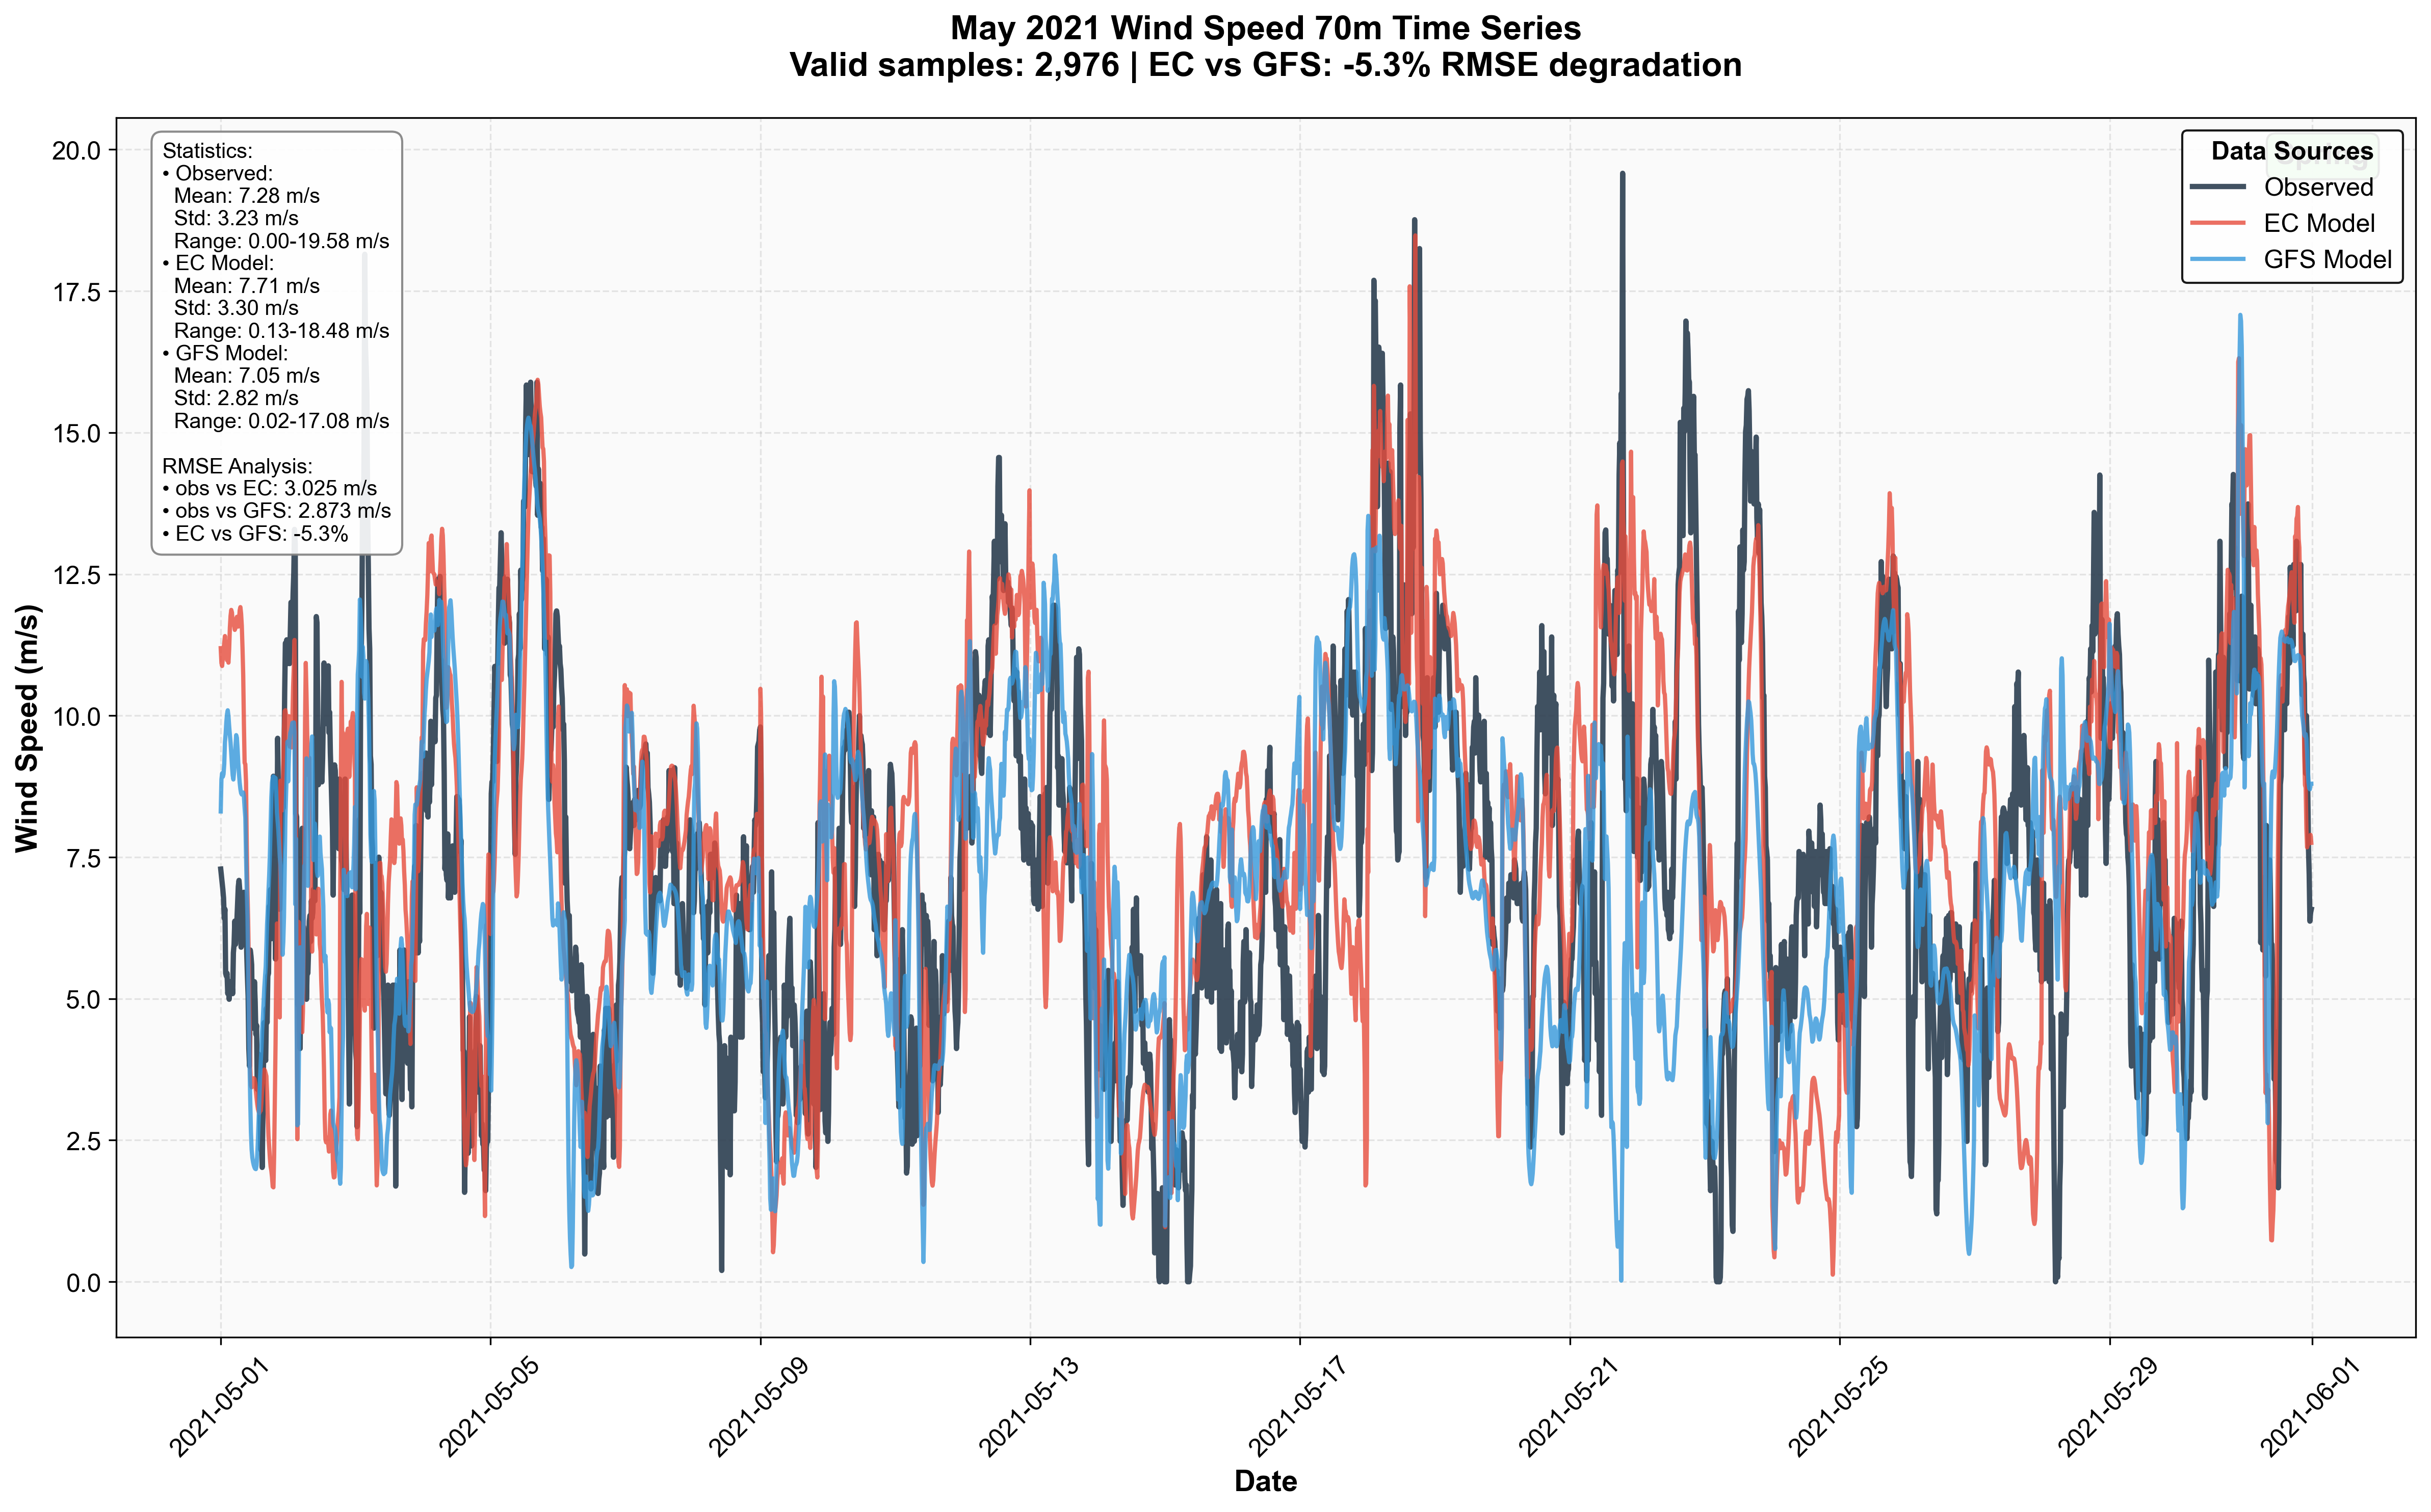 May 2021 Wind Speed 70m Time Series
Valid samples: 2,976 | EC vs GFS: -5.3% RMSE degradation
Statistics:
• Observed:
Mean: 7.28 m/s
Std: 3.23 m/s
Range: 0.00-19.58 m/s
• EC Model:
Mean: 7.71 m/s
Std: 3.30 m/s
Range: 0.13-18.48 m/s
• GFS Model:
Mean: 7.05 m/s
Std: 2.82 m/s
Range: 0.02-17.08 m/s
RMSE Analysis:
• obs vs EC: 3.025 m/s
• obs vs GFS: 2.873 m/s
• EC vs GFS: -5.3%
Data Sources
Observed
EC Model
GFS Model
Wind Speed (m/s)
20.0
17.5
15.0
12.5
10.0
7.5
5.0
2.5
0.0
2021-05-01
2021-05-05
2021-05-09
2021-05-13
2021-05-17
2021-05-21
2021-05-25
2021-05-29
2021-06-01
Date